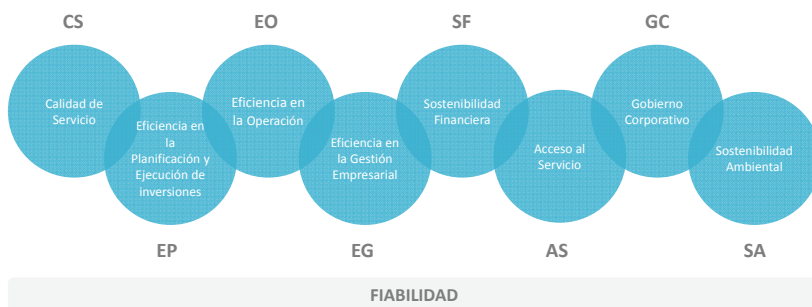 CS
EO
SF
GC
Calidad de
Servicio
Eficiencia en
la
Planificación y
Ejecución de
inversiones
Eficiencia en
la Operación
Eficiencia en
la Gestión
Empresarial
Sostenibilidad
Financiera
Acceso al
Servicio
Gobierno
Corporativo
Sostenibilidad
Ambiental
EP
EG
AS
SA
FIABILIDAD